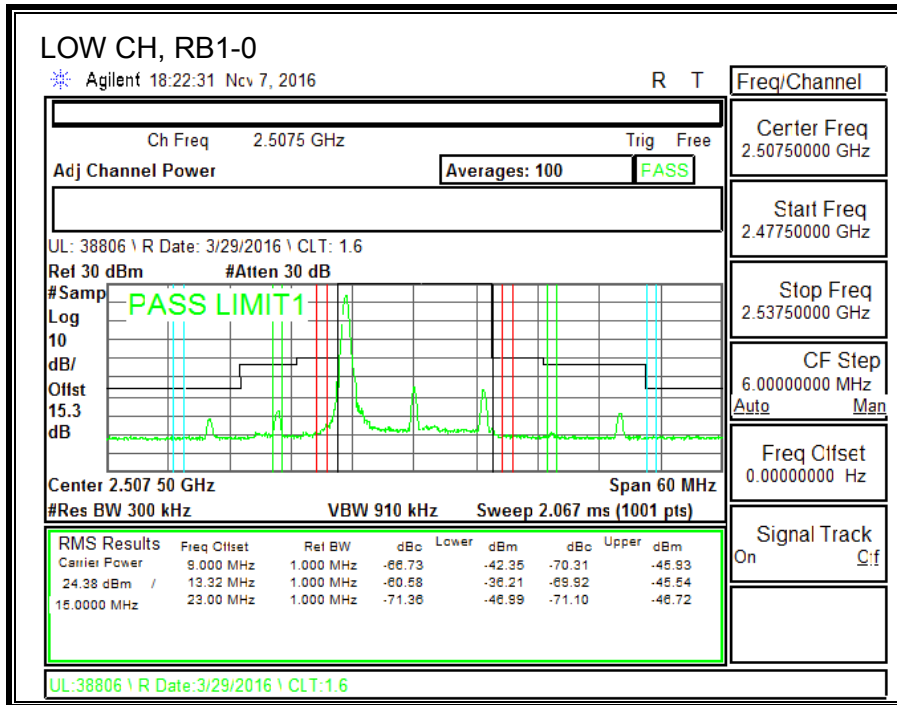 LOW CH, RB1-0
Agilent 18:22:31 Nov 7, 2016 R T
Freq/Channel
Ch Freq 2.5075 GHz Trig Free
Adj Channel Power Averages: 100 PASS
Center Freq
2.50750000 GHz
Start Freq
2.47750000 GHz
Stop Freq
2.53750000 GHz
CF Step
6.00000000 MHz
Auto Man
Freq Offset
0.00000000 Hz
Signal Track
On Off
UL: 38806 \ R Date: 3/29/2016 \ CLT: 1.6
Ref 30 dBm #Atten 30 dB
#Samp
Log
10
dB/
Offst
15.3
dB
PASS LIMIT1
Center 2.507 50 GHz Span 60 MHz
#Res BW 300 kHz VBW 910 kHz Sweep 2.067 ms (1001 pts)
RMS Results Freq Offset Ref BW dBc Lower dBm dBc Upper dBm
Carrier Power 9.000 MHz 1.000 MHz -66.73 -42.35 -70.31 -45.93
24.38 dBm / 13.32 MHz 1.000 MHz -60.58 -36.21 -69.92 -45.54
15.0000 MHz 23.00 MHz 1.000 MHz -71.36 -46.99 -71.10 -46.72
UL:38806 \ R Date:3/29/2016 \ CLT:1.6